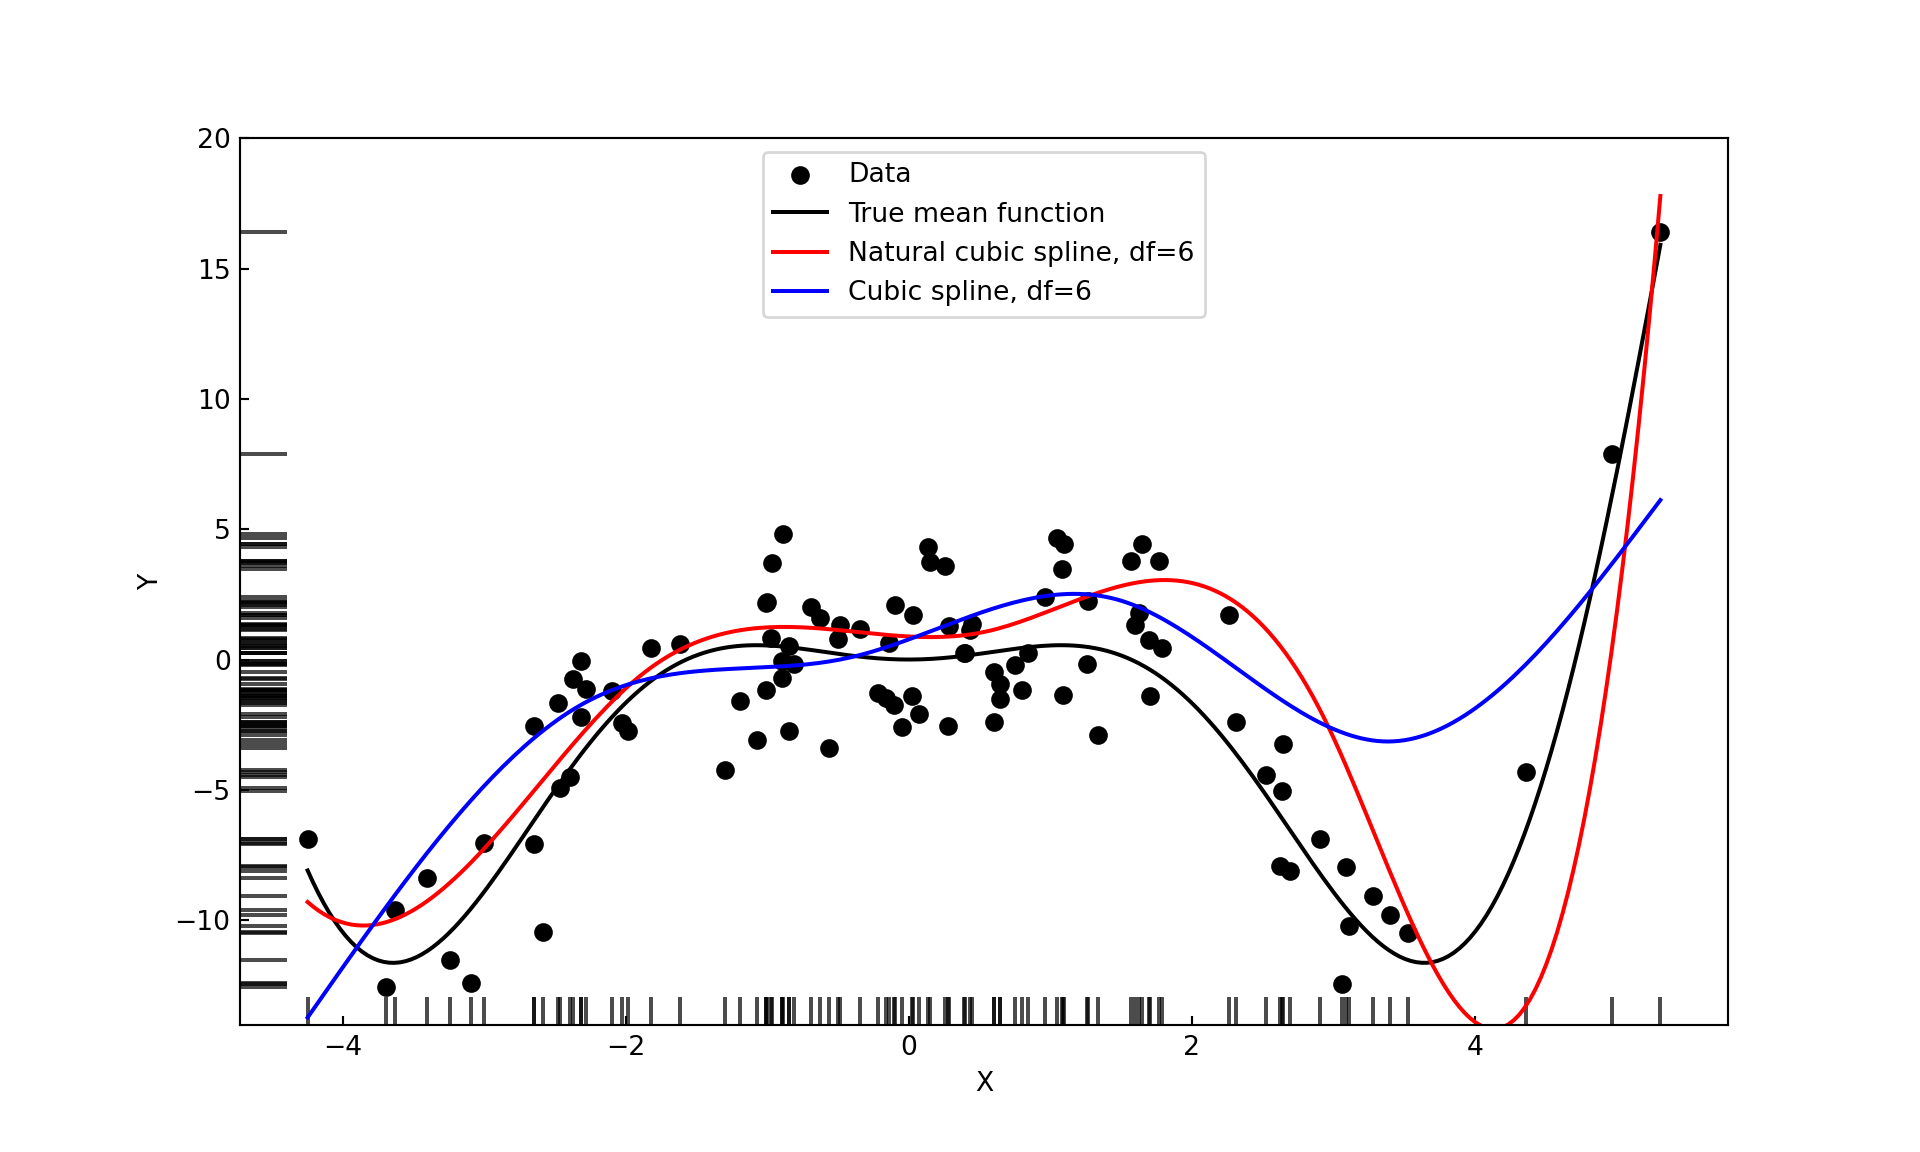 20
15
10
5
0
−5
−10
Y
Data
True mean function
Natural cubic spline, df=6
Cubic spline, df=6
−4
−2
0
2
4
X